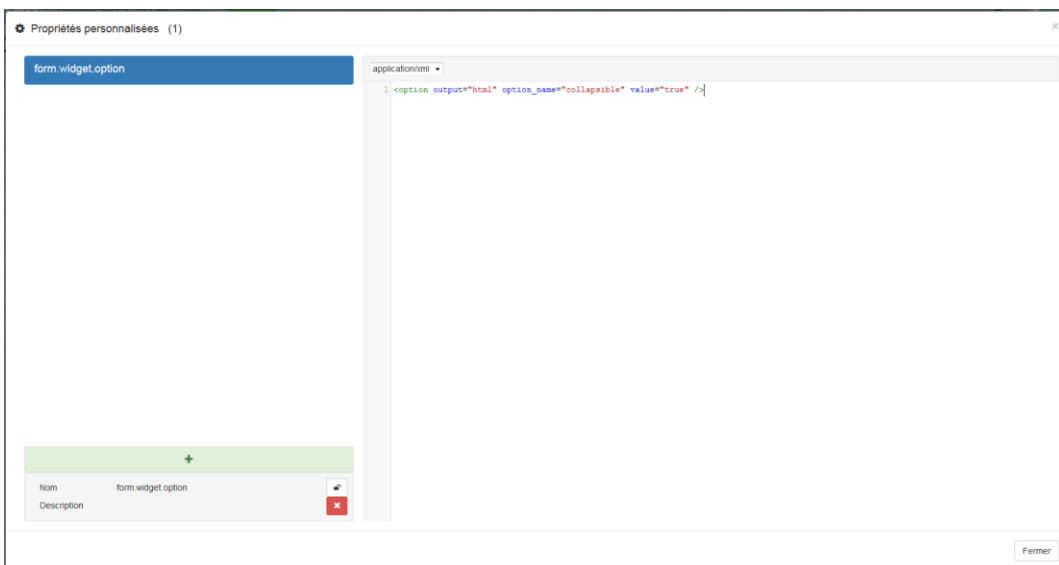 Propriétés personnalisées (1)
×
form.widget.option
application/xml
1 <option output="html" option_name="collapsible" value="true" />
+
Nom form.widget.option
Description
Fermer